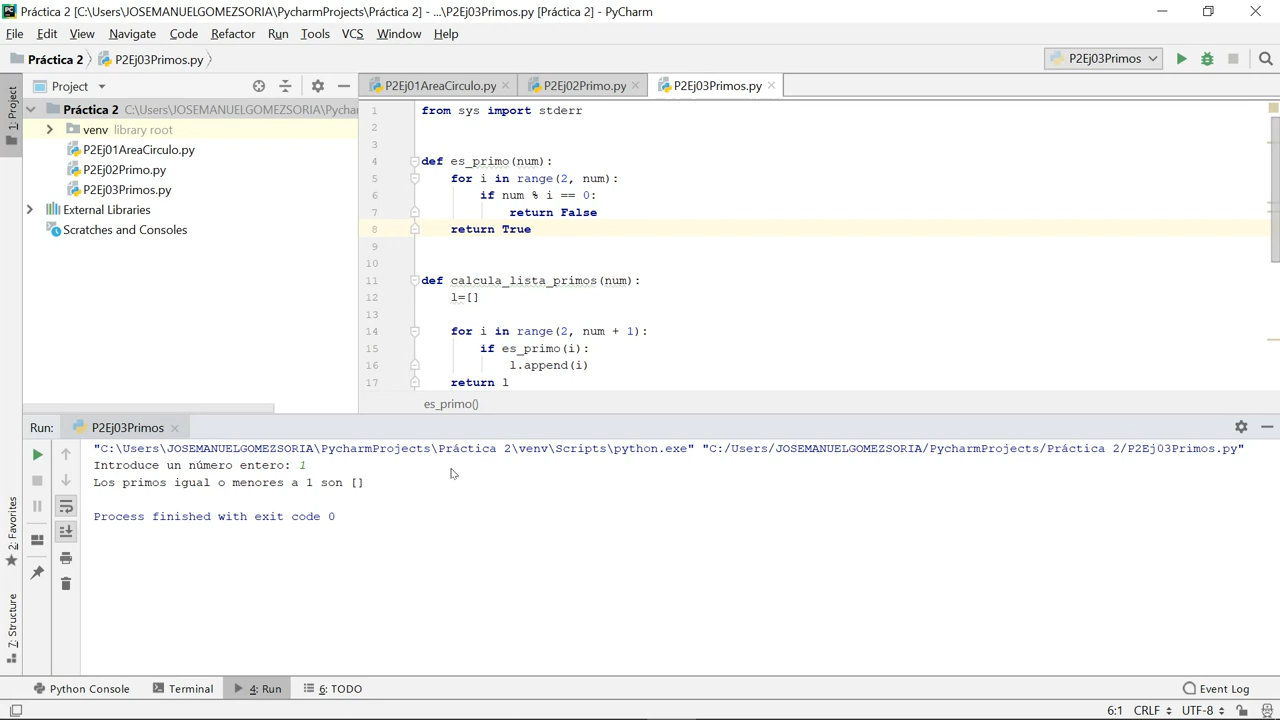 Práctica 2 [C:\Users\JOSEMANUELGOMEZSORIA\PycharmProjects\Práctica 2] - ...\P2Ej03Primos.py [Práctica 2] - PyCharm
File Edit View Navigate Code Refactor Run Tools VCS Window Help
Práctica 2 P2Ej03Primos.py P2Ej03Primos
1: Project
Project
P2Ej01AreaCirculo.py P2Ej02Primo.py P2Ej03Primos.py
Práctica 2 C:\Users\JOSEMANUELGOMEZSORIA\Pycha
venv library root
P2Ej01AreaCirculo.py
P2Ej02Primo.py
P2Ej03Primos.py
External Libraries
Scratches and Consoles
1 from sys import stderr
2
3
4 def es_primo(num):
5 for i in range(2, num):
6 if num % i == 0:
7 return False
8 return True
9
10
11 def calcula_lista_primos(num):
12 l=[]
13
14 for i in range(2, num + 1):
15 if es_primo(i):
16 l.append(i)
17 return l
es_primo()
Run: P2Ej03Primos
"C:\Users\JOSEMANUELGOMEZSORIA\PycharmProjects\Práctica 2\venv\Scripts\python.exe" "C:/Users/JOSEMANUELGOMEZSORIA/PycharmProjects/Práctica 2/P2Ej03Primos.py"
Introduce un número entero: 1
Los primos igual o menores a 1 son []
Process finished with exit code 0
2: Favorites
7: Structure
Python Console Terminal 4: Run 6: TODO Event Log
6:1 CRLF UTF-8